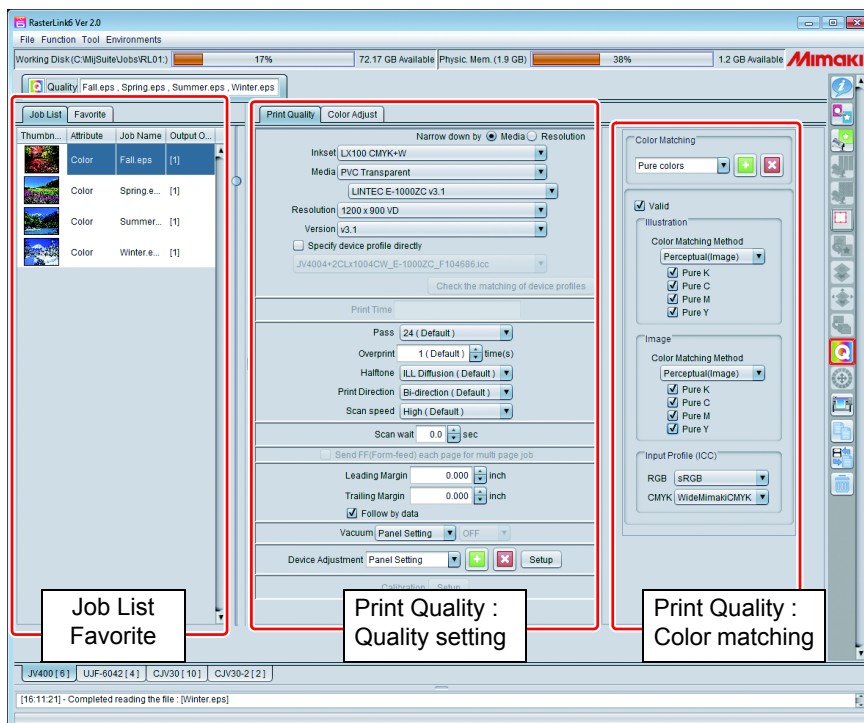 RasterLink6 Ver 2.0
File Function Tool Environments
Working Disk(C:\MijSuite\Jobs\RL01:) 17% 72.17 GB Available Physic. Mem. (1.9 GB) 38% 1.2 GB Available Mimaki
Quality Fall.eps , Spring.eps , Summer.eps , Winter.eps
Job List Favorite
Thumbn... Attribute Job Name Output O...
Color Fall.eps [1]
Color Spring.e... [1]
Color Summer... [1]
Color Winter.e... [1]
Job List
Favorite
Print Quality Color Adjust
Narrow down by Media Resolution
Inkset LX100 CMYK+W
Media PVC Transparent
LINTEC E-1000ZC v3.1
Resolution 1200 x 900 VD
Version v3.1
Specify device profile directly
JV4004+2CLx1004CW_E-1000ZC_F104686.icc
Check the matching of device profiles
Print Time
Pass 24 ( Default )
Overprint 1 ( Default ) time(s)
Halftone ILL Diffusion ( Default )
Print Direction Bi-direction ( Default )
Scan speed High ( Default )
Scan wait 0.0 sec
Send FF(Form-feed) each page for multi page job
Leading Margin 0.000 inch
Trailing Margin 0.000 inch
Follow by data
Vacuum Panel Setting OFF
Device Adjustment Panel Setting Setup
Calibration Setup
Print Quality :
Quality setting
Color Matching
Pure colors
Valid
Illustration
Color Matching Method
Perceptual(Image)
Pure K
Pure C
Pure M
Pure Y
Image
Color Matching Method
Perceptual(Image)
Pure K
Pure C
Pure M
Pure Y
Input Profile (ICC)
RGB sRGB
CMYK WideMimakiCMYK
Print Quality :
Color matching
JV400 [ 6 ] UJF-6042 [ 4 ] CJV30 [ 10 ] CJV30-2 [ 2 ]
[16:11:21] - Completed reading the file : [Winter.eps]